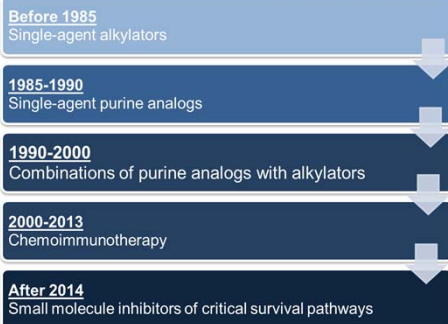 Before 1985
Single-agent alkylators
1985-1990
Single-agent purine analogs
1990-2000
Combinations of purine analogs with alkylators
2000-2013
Chemoimmunotherapy
After 2014
Small molecule inhibitors of critical survival pathways